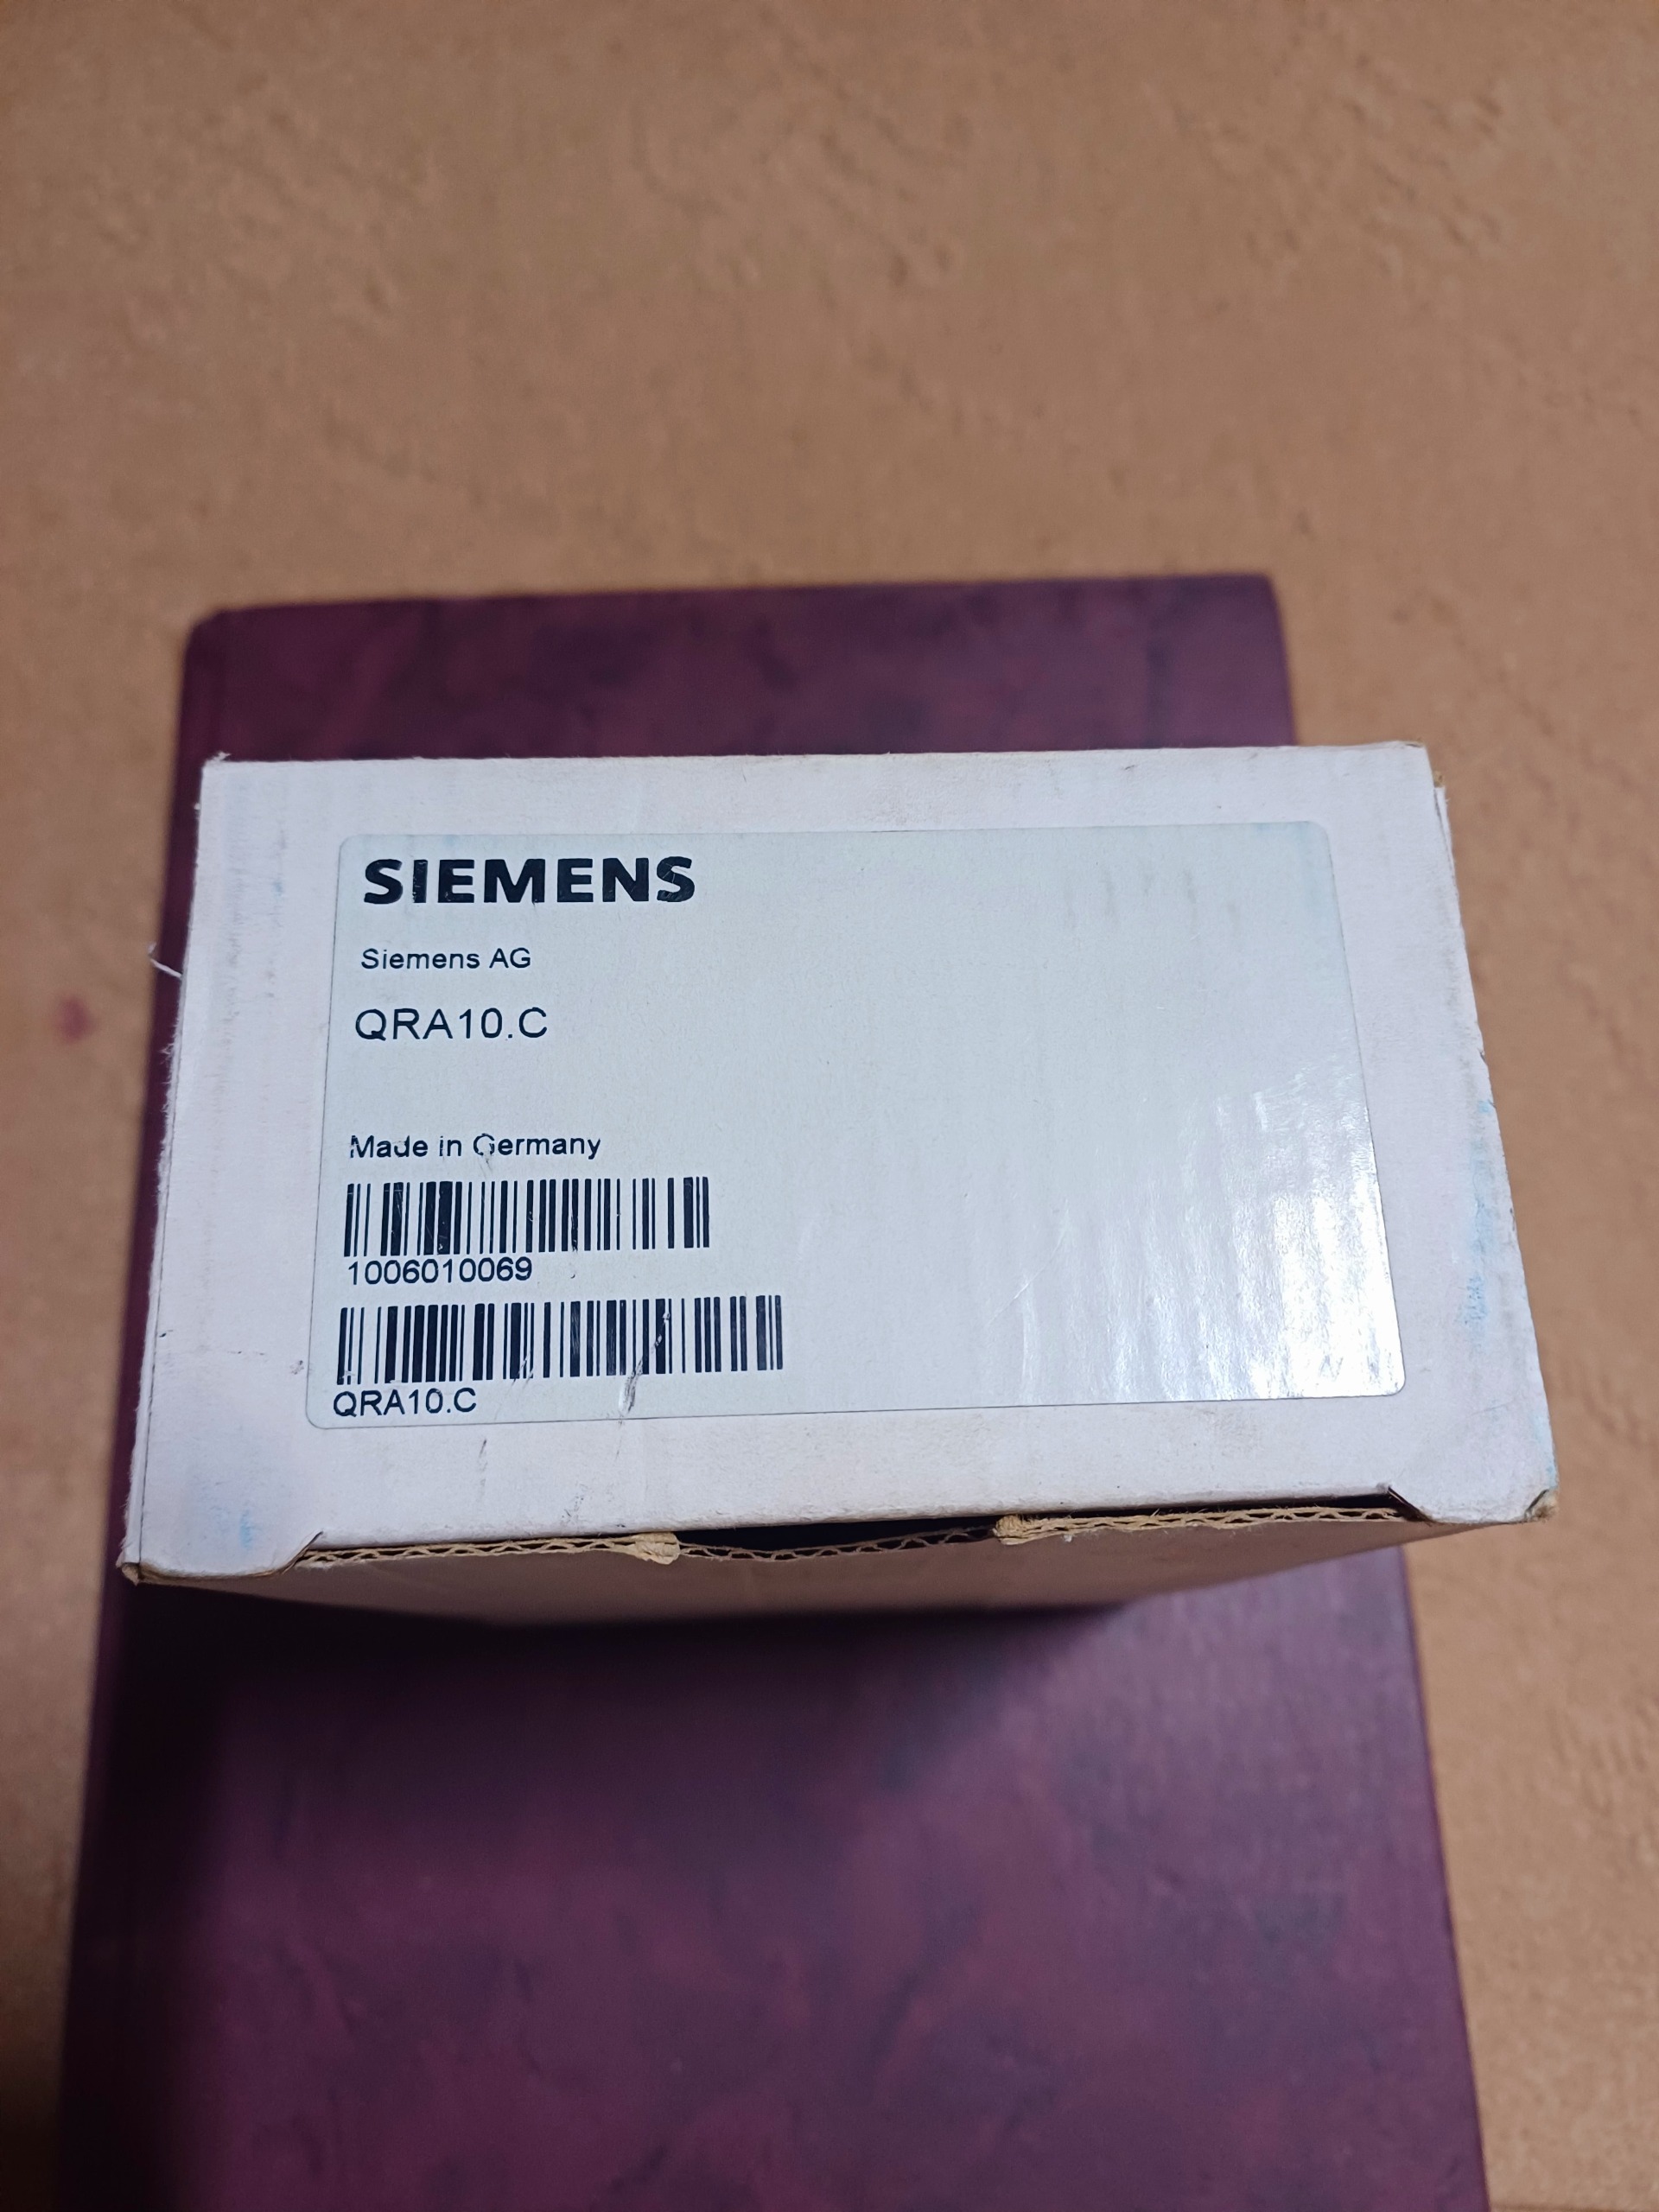 SIEMENS
Siemens AG
QRA10.C
Made in Germany
1006010069
QRA10.C